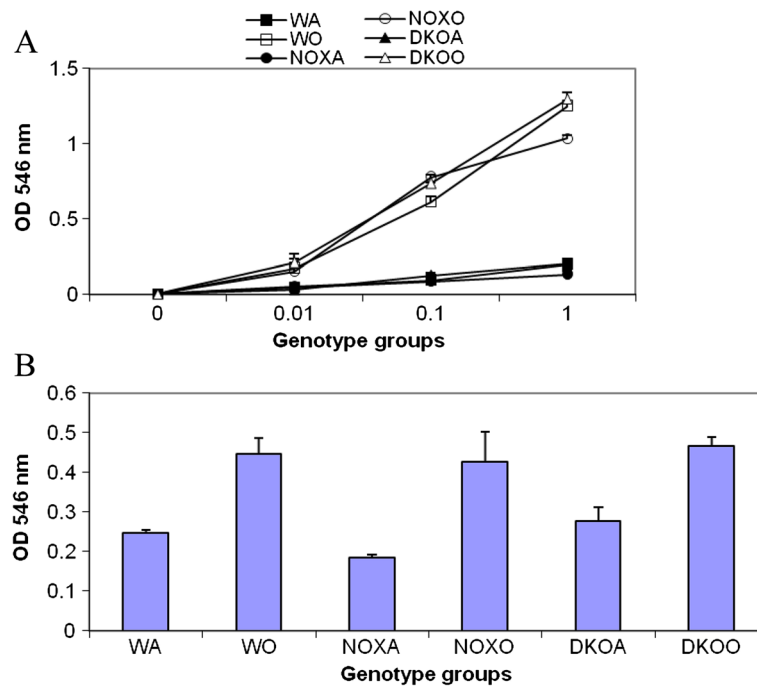 A
WA NOXO
WO DKOA
NOXA DKOO
1.5
1
0.5
0
OD 546 nm
0 0.01 0.1 1
Genotype groups
B
0.6
0.5
0.4
0.3
0.2
0.1
0
OD 546 nm
WA WO NOXA NOXO DKOA DKOO
Genotype groups